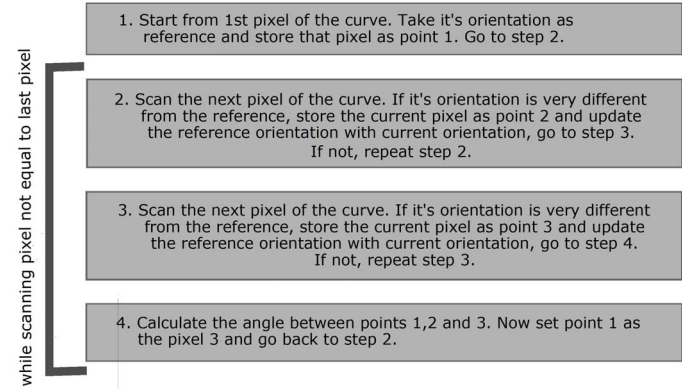 1. Start from 1st pixel of the curve. Take it's orientation as
reference and store that pixel as point 1. Go to step 2.
while scanning pixel not equal to last pixel
2. Scan the next pixel of the curve. If it's orientation is very different
from the reference, store the current pixel as point 2 and update
the reference orientation with current orientation, go to step 3.
If not, repeat step 2.
3. Scan the next pixel of the curve. If it's orientation is very different
from the reference, store the current pixel as point 3 and update
the reference orientation with current orientation, go to step 4.
If not, repeat step 3.
4. Calculate the angle between points 1,2 and 3. Now set point 1 as
the pixel 3 and go back to step 2.